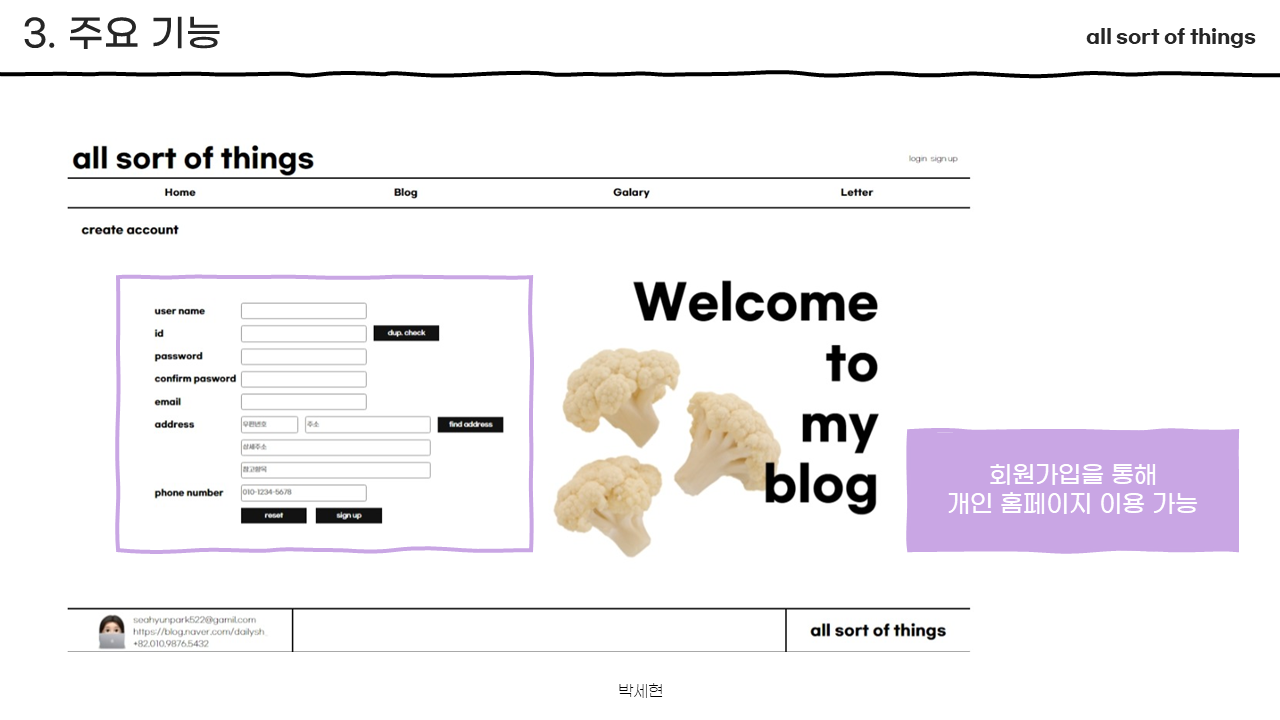 3. 주요 기능
all sort of things
all sort of things
login sign up
Home Blog Galary Letter
create account
user name
id dup. check
password
confirm pasword
email
address 우편번호 주소 find address
상세주소
참고항목
phone number 010-1234-5678
reset sign up
Welcome
to
my
blog
회원가입을 통해
개인 홈페이지 이용 가능
seahyunpark522@gamil.com
https://blog.naver.com/dailysh_
+82.010.9876.5432
all sort of things
박세현